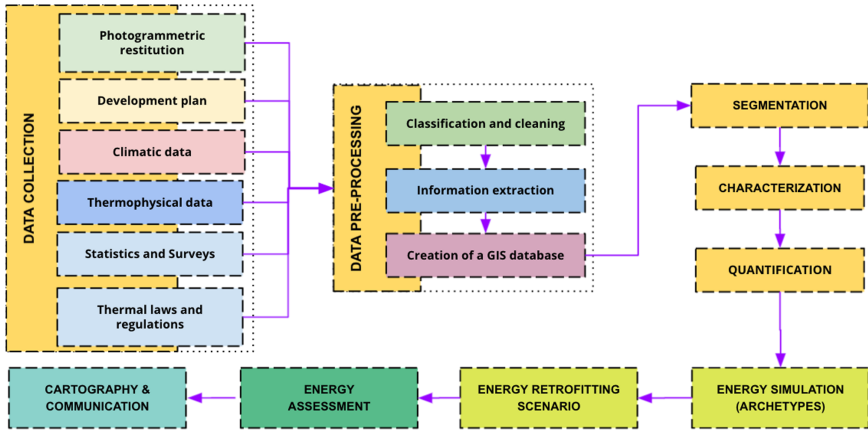 DATA COLLECTION
Photogrammetric
restitution
Development plan
Climatic data
Thermophysical data
Statistics and Surveys
Thermal laws and
regulations
DATA PRE-PROCESSING
Classification and cleaning
Information extraction
Creation of a GIS database
SEGMENTATION
CHARACTERIZATION
QUANTIFICATION
ENERGY SIMULATION
(ARCHETYPES)
ENERGY RETROFITTING
SCENARIO
ENERGY
ASSESSMENT
CARTOGRAPHY &
COMMUNICATION